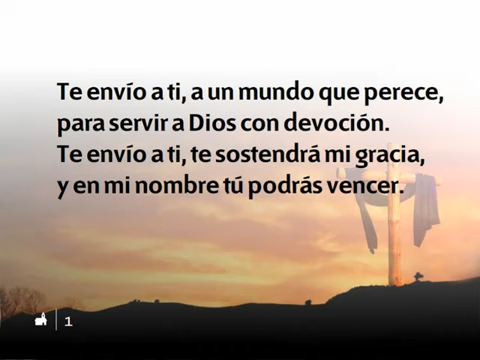 Te envío a ti, a un mundo que perece,
para servir a Dios con devoción.
Te envío a ti, te sostendrá mi gracia,
y en mi nombre tú podrás vencer.
1